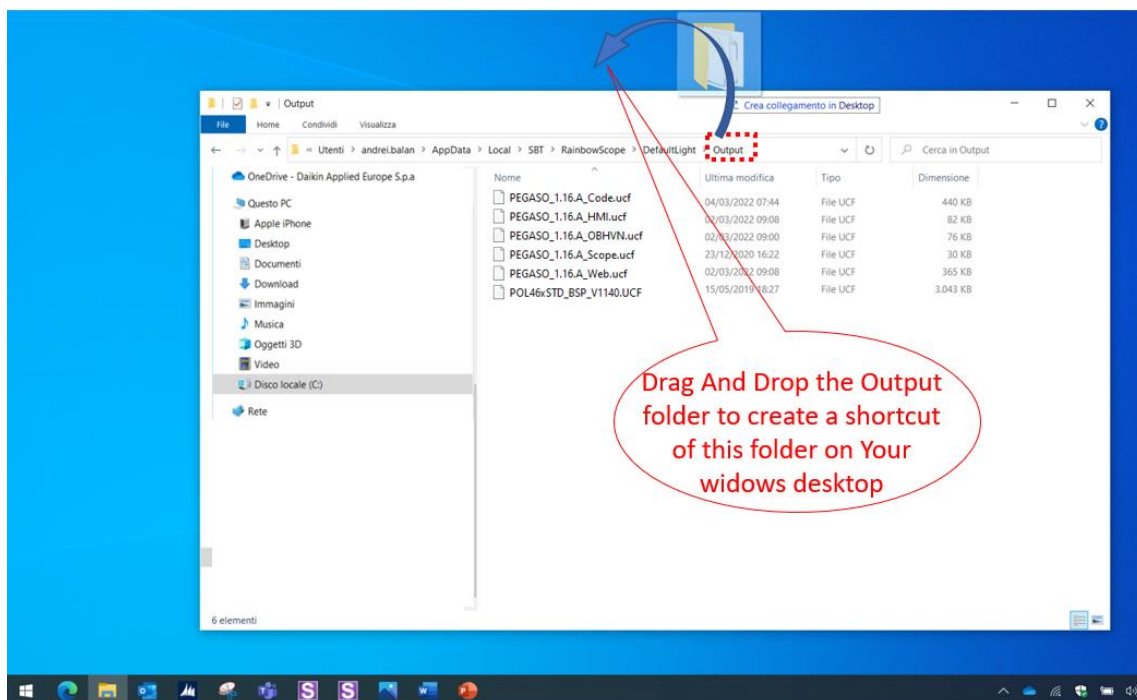 Output
Crea collegamento in Desktop
File Home Condividi Visualizza
« Utenti > andrei.balan > AppData > Local > SBT > RainbowScope > DefaultLight > Output
Cerca in Output
OneDrive - Daikin Applied Europe S.p.a
Questo PC
Apple iPhone
Desktop
Documenti
Download
Immagini
Musica
Oggetti 3D
Video
Disco locale (C:)
Rete
Nome Ultima modifica Tipo Dimensione
PEGASO_1.16.A_Code.ucf 04/03/2022 07:44 File UCF 440 KB
PEGASO_1.16.A_HMI.ucf 02/03/2022 09:08 File UCF 82 KB
PEGASO_1.16.A_OBHVN.ucf 02/03/2022 09:00 File UCF 76 KB
PEGASO_1.16.A_Scope.ucf 23/12/2020 16:22 File UCF 30 KB
PEGASO_1.16.A_Web.ucf 02/03/2022 09:08 File UCF 365 KB
POL46xSTD_BSP_V1140.UCF 15/05/2019 18:27 File UCF 3.043 KB
Drag And Drop the Output
folder to create a shortcut
of this folder on Your
widows desktop
6 elementi